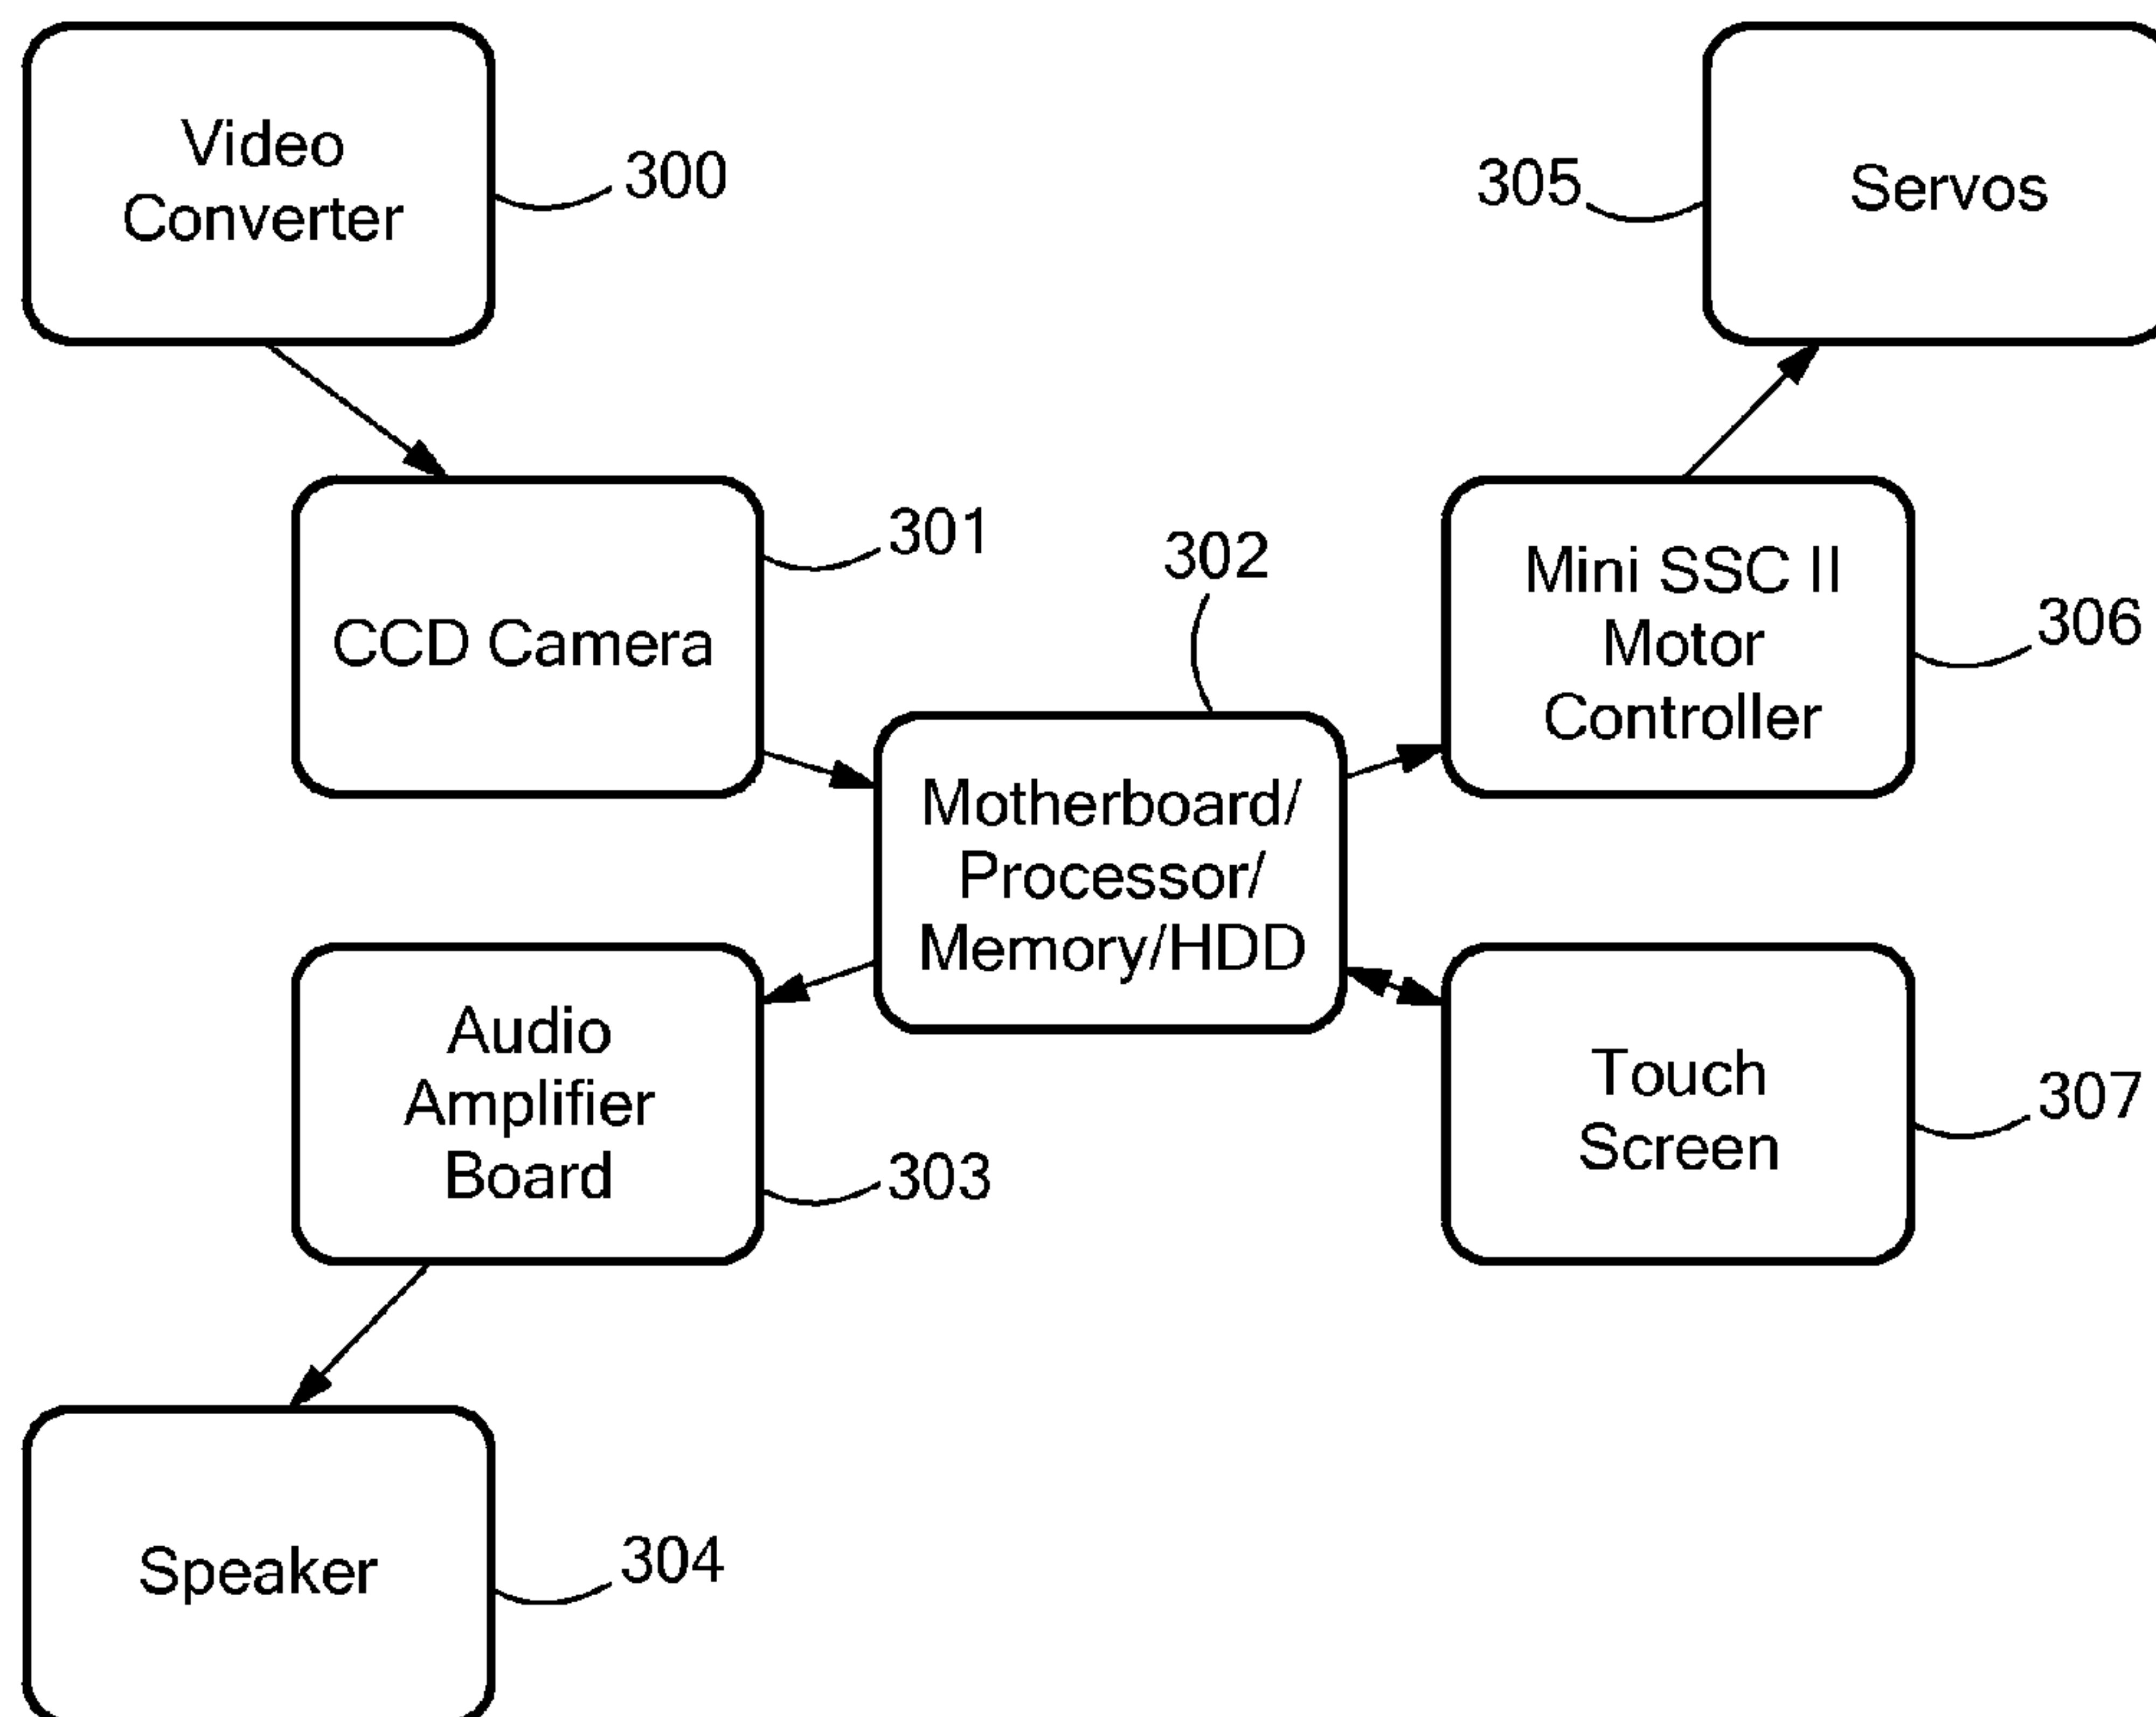 Video
Converter
300
305
Servos
CCD Camera
301
302
Mini SSC II
Motor
Controller
306
Motherboard/
Processor/
Memory/HDD
Audio
Amplifier
Board
303
Touch
Screen
307
Speaker
304